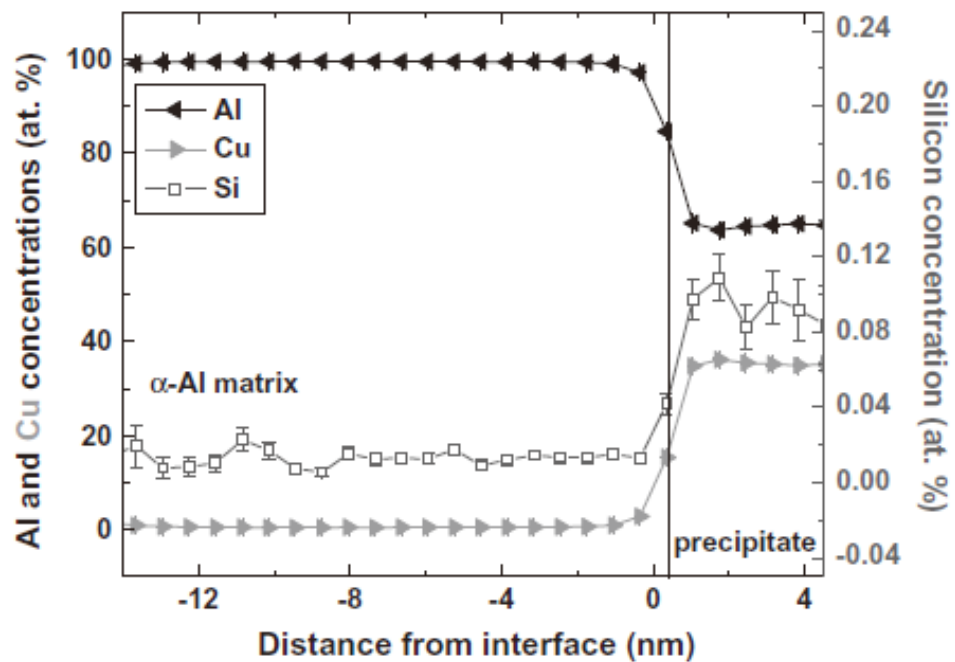 Al and Cu concentrations (at. %)
100
80
60
40
20
0
Al
Cu
Si
α-Al matrix
precipitate
0.24
0.20
0.16
0.12
0.08
0.04
0.00
-0.04
Silicon concentration (at. %)
-12
-8
-4
0
4
Distance from interface (nm)